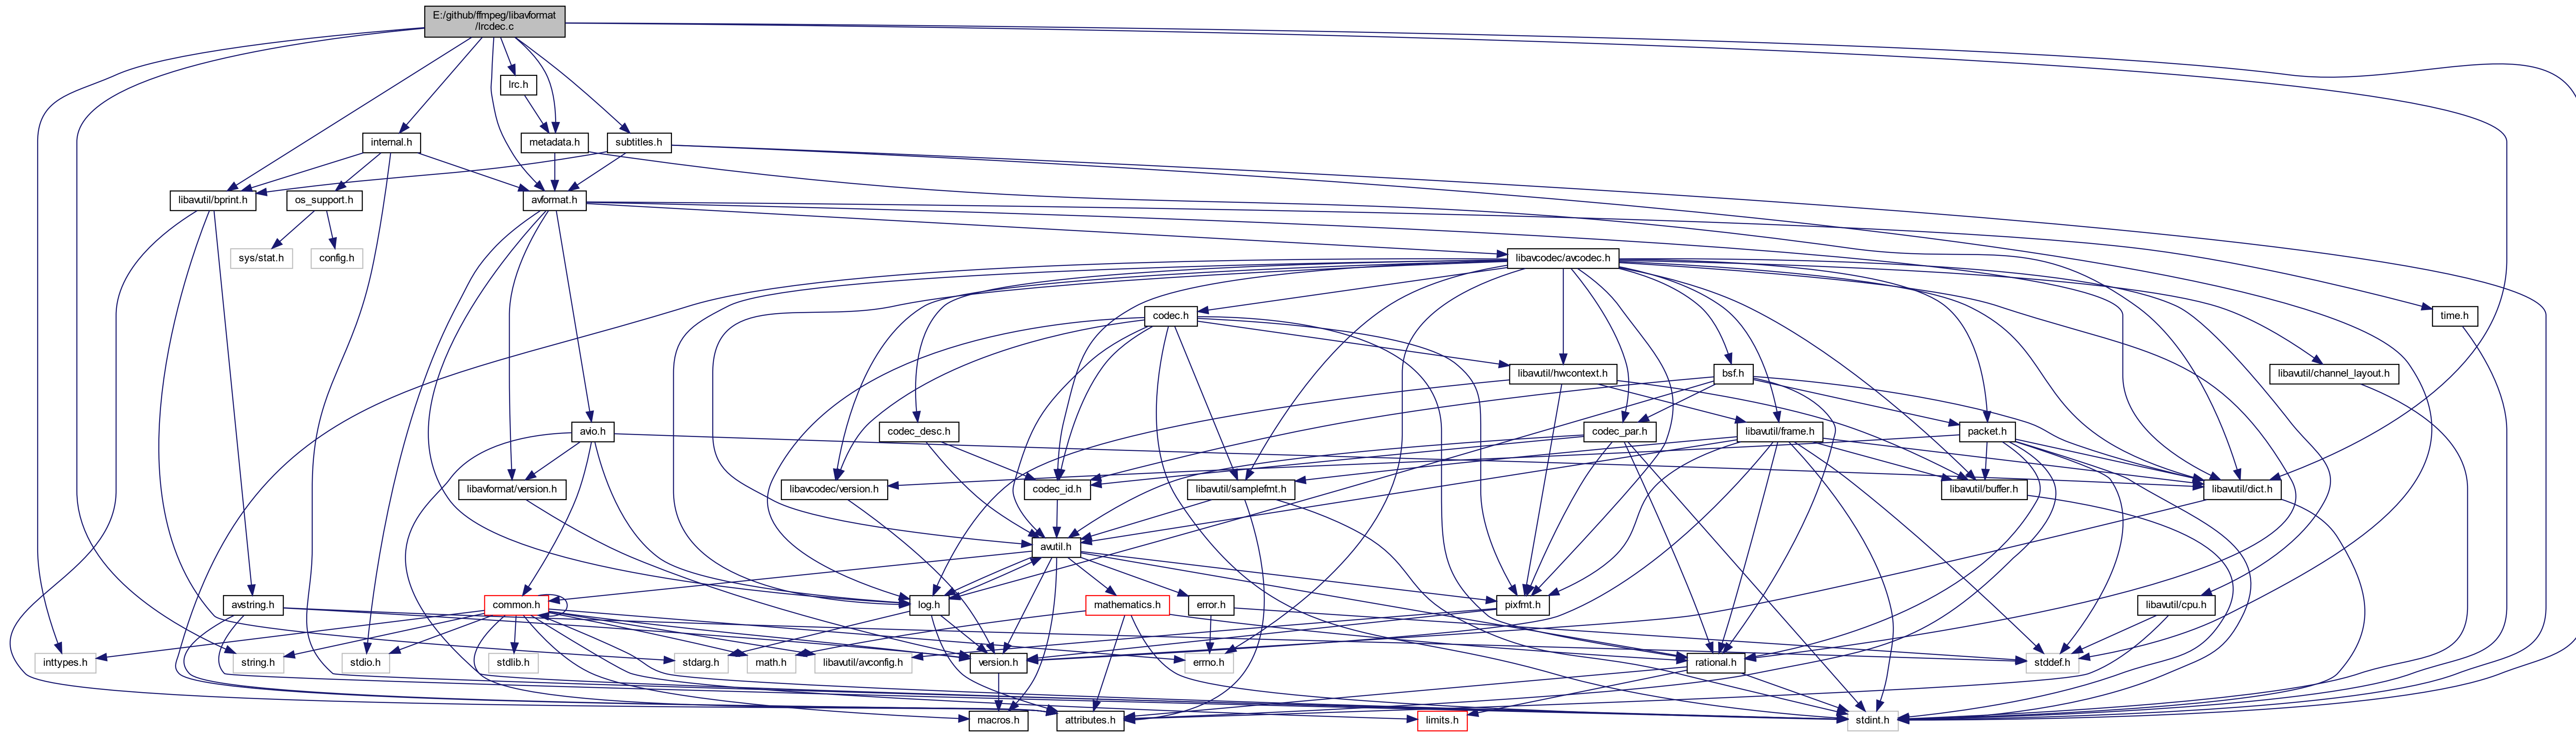 E:/github/ffmpeg/libavformat
/lrcdec.c
lrc.h
internal.h
metadata.h
subtitles.h
libavutil/bprint.h
os_support.h
avformat.h
sys/stat.h
config.h
libavcodec/avcodec.h
codec.h
time.h
libavutil/hwcontext.h
bsf.h
libavutil/channel_layout.h
avio.h
codec_desc.h
codec_par.h
libavutil/frame.h
packet.h
libavformat/version.h
libavcodec/version.h
codec_id.h
libavutil/samplefmt.h
libavutil/buffer.h
libavutil/dict.h
avutil.h
avstring.h
common.h
log.h
mathematics.h
error.h
pixfmt.h
libavutil/cpu.h
inttypes.h
string.h
stdio.h
stdlib.h
stdarg.h
math.h
libavutil/avconfig.h
version.h
errno.h
rational.h
stddef.h
macros.h
attributes.h
limits.h
stdint.h